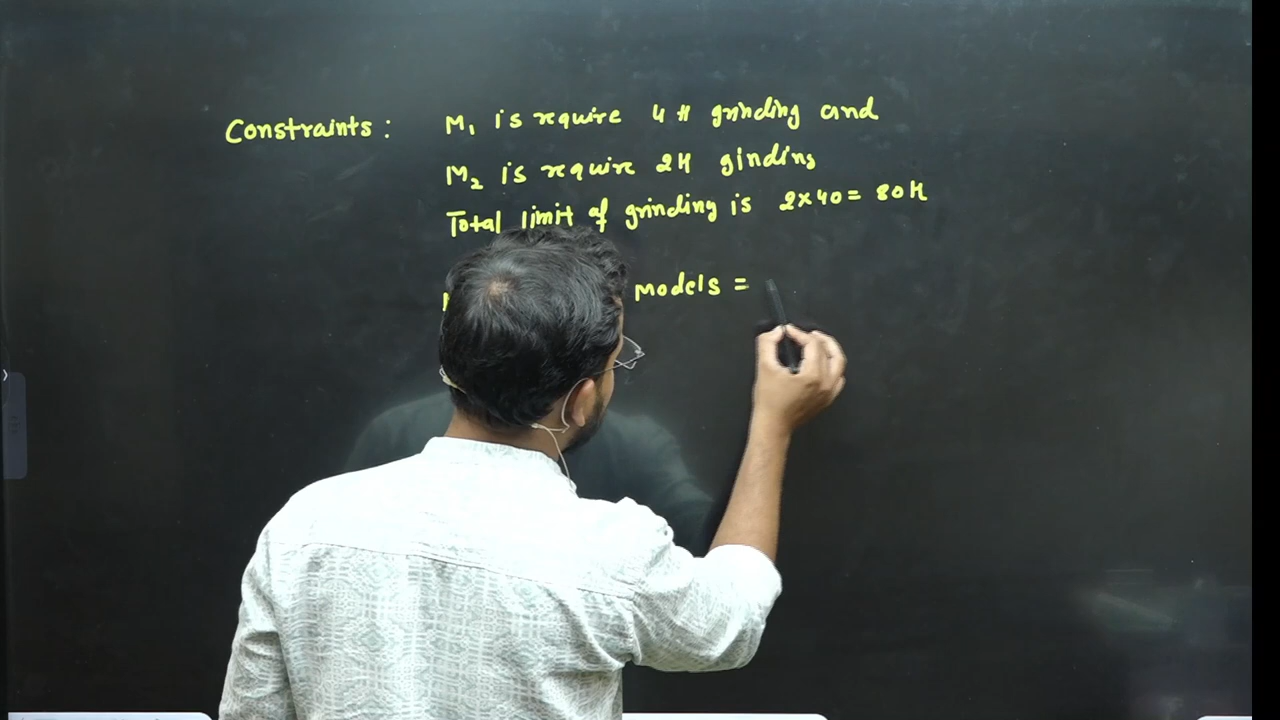 Constraints : M₁ is require 4 H grinding and
M₂ is require 2H ginding
Total limit of grinding is 2×40 = 80H
models =